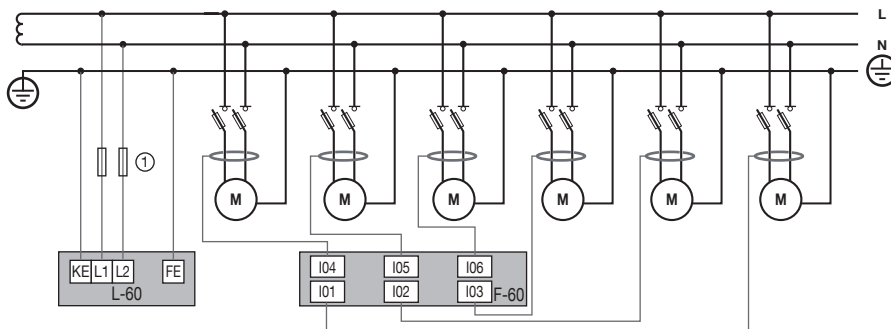 L
N
①
M M M M M M
KE L1 L2 FE
L-60
I04 I05 I06
I01 I02 I03 F-60